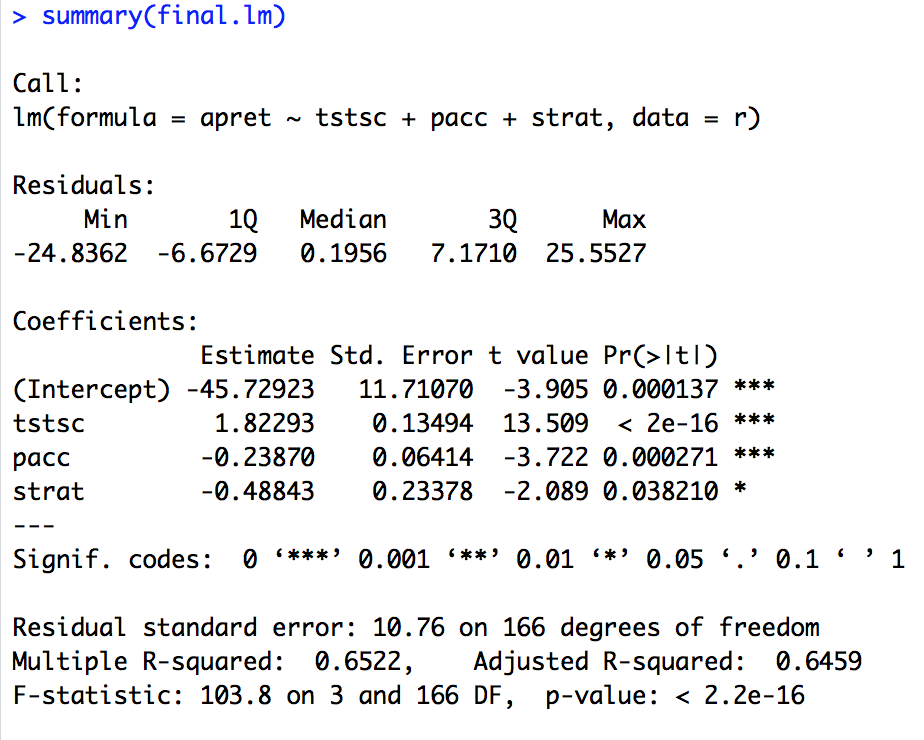 > summary(final.lm)
Call:
lm(formula = apret ~ tstsc + pacc + strat, data = r)
Residuals:
Min 1Q Median 3Q Max
-24.8362 -6.6729 0.1956 7.1710 25.5527
Coefficients:
Estimate Std. Error t value Pr(>|t|)
(Intercept) -45.72923 11.71070 -3.905 0.000137 ***
tstsc 1.82293 0.13494 13.509 < 2e-16 ***
pacc -0.23870 0.06414 -3.722 0.000271 ***
strat -0.48843 0.23378 -2.089 0.038210 *
---
Signif. codes: 0 ‘***’ 0.001 ‘**’ 0.01 ‘*’ 0.05 ‘.’ 0.1 ‘ ’ 1
Residual standard error: 10.76 on 166 degrees of freedom
Multiple R-squared: 0.6522, Adjusted R-squared: 0.6459
F-statistic: 103.8 on 3 and 166 DF, p-value: < 2.2e-16